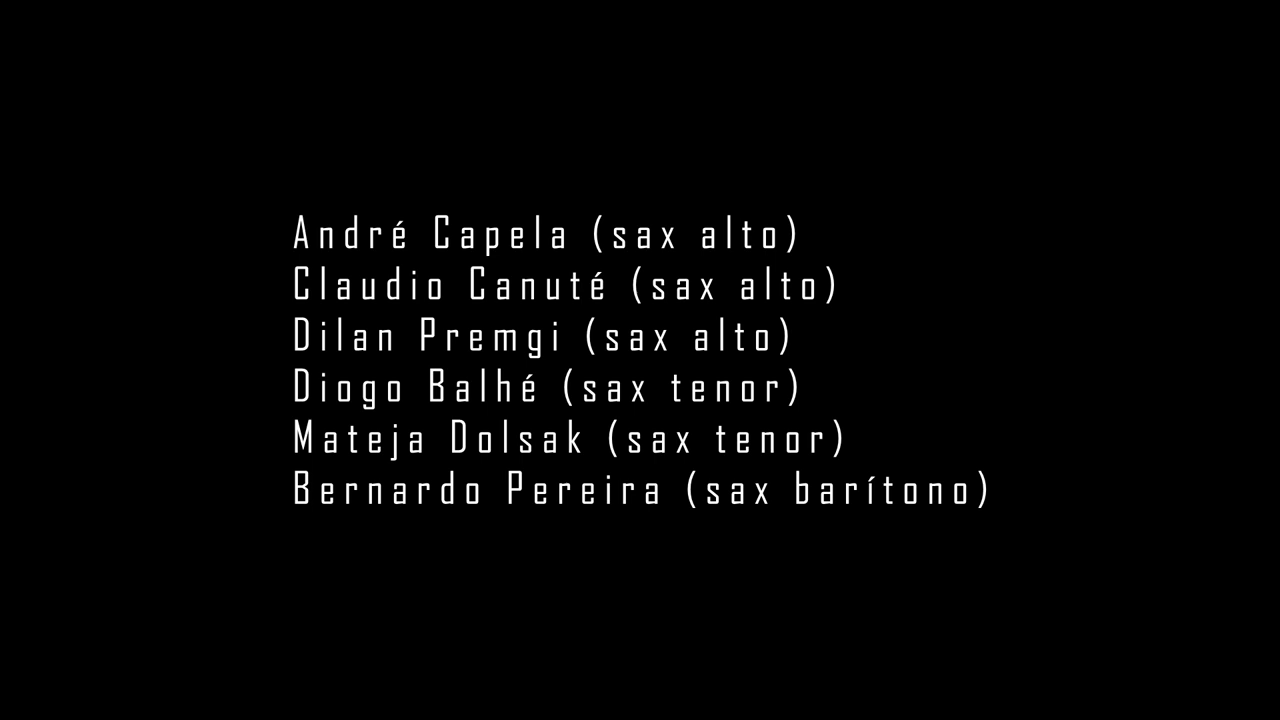 André Capela (sax alto)
Claudio Canuté (sax alto)
Dilan Premgi (sax alto)
Diogo Balhé (sax tenor)
Mateja Dolsak (sax tenor)
Bernardo Pereira (sax barítono)